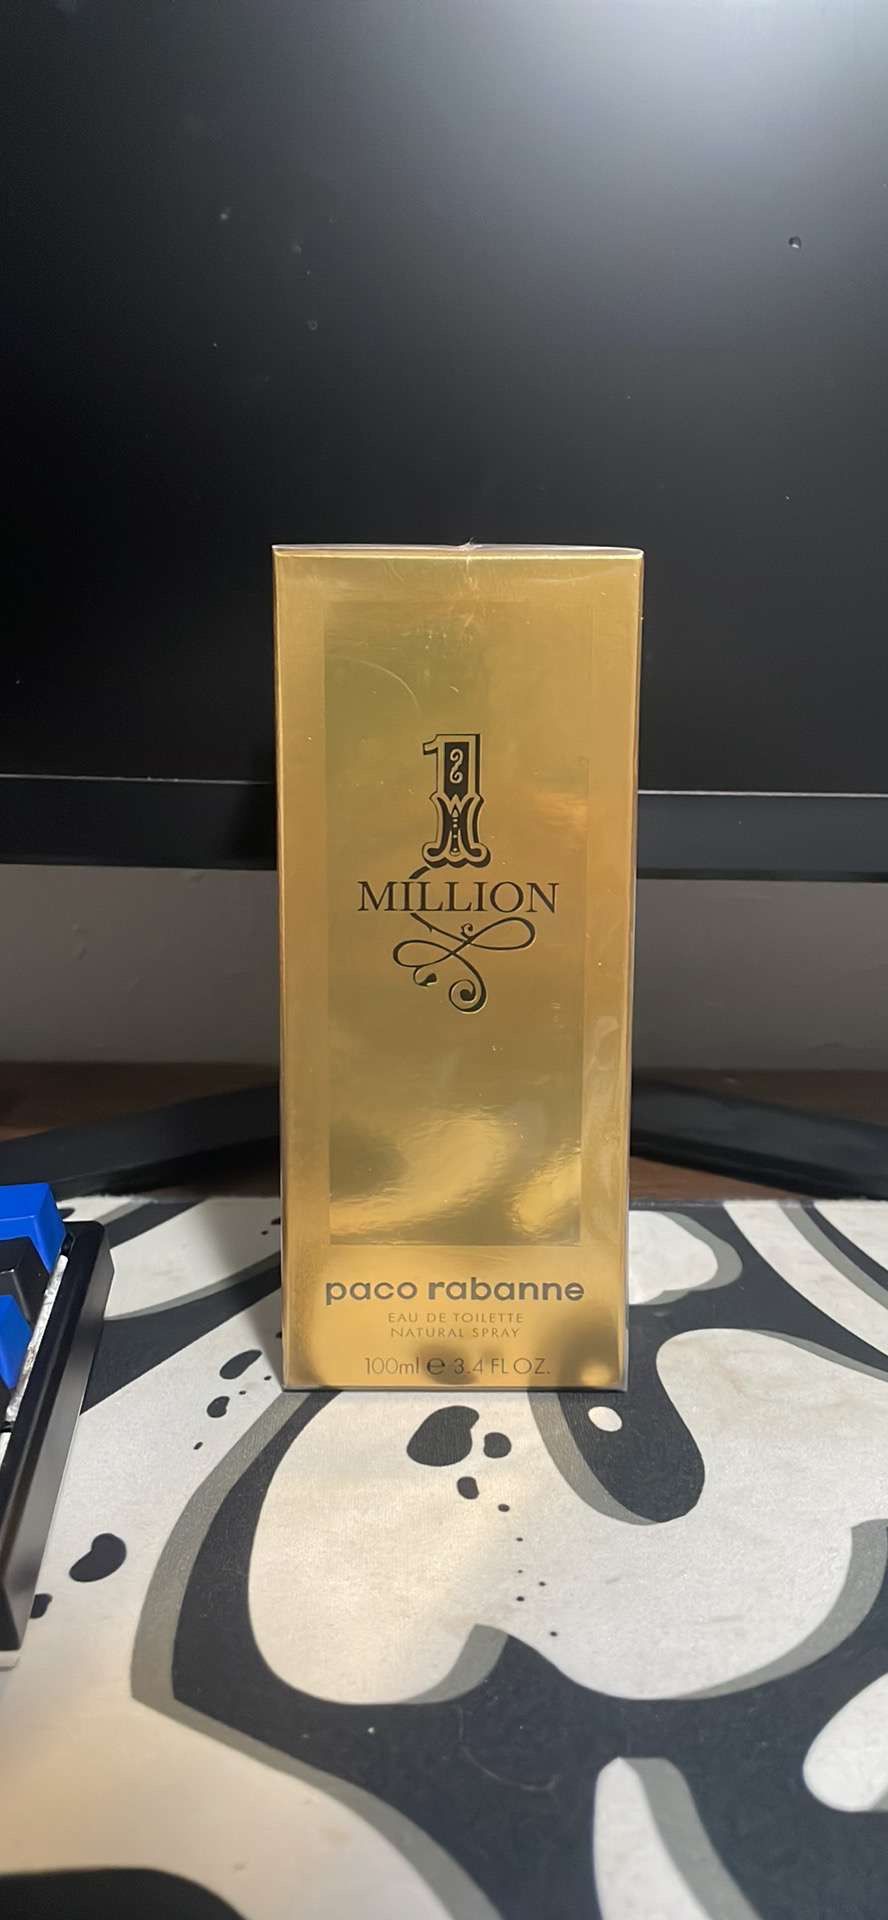 1
MILLION
paco rabanne
EAU DE TOILETTE
NATURAL SPRAY
100ml ℮ 3.4 FL OZ.